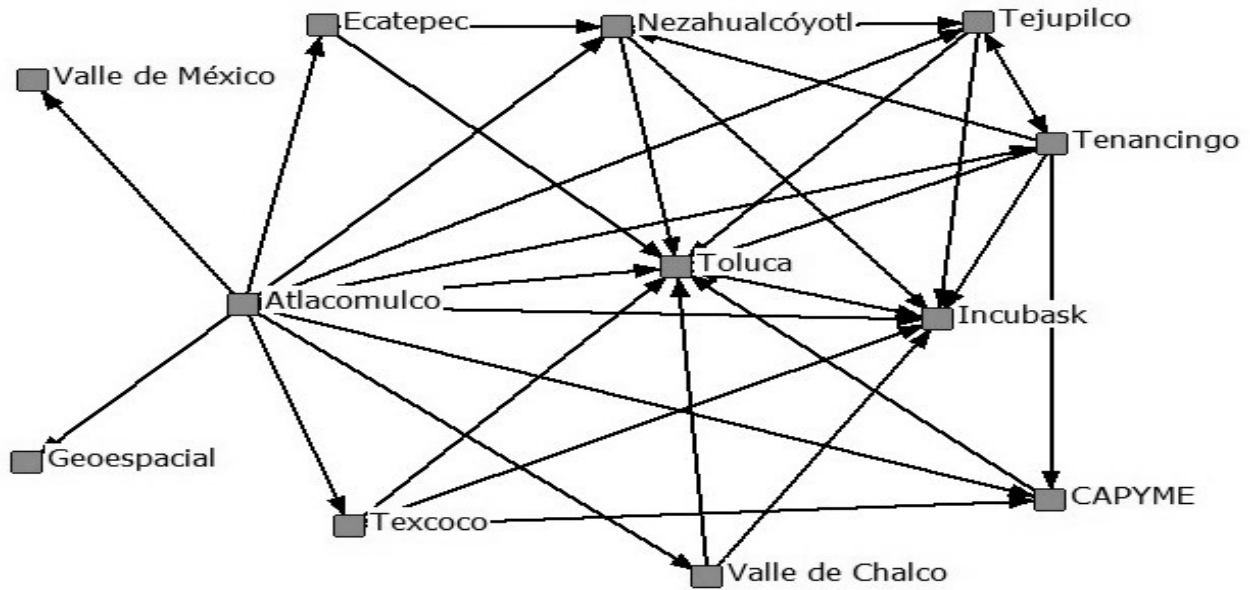 Ecatepec
Nezahualcóyotl
Tejupilco
Valle de México
Tenancingo
Toluca
Atlacomulco
Incubask
Geoespacial
CAPYME
Texcoco
Valle de Chalco